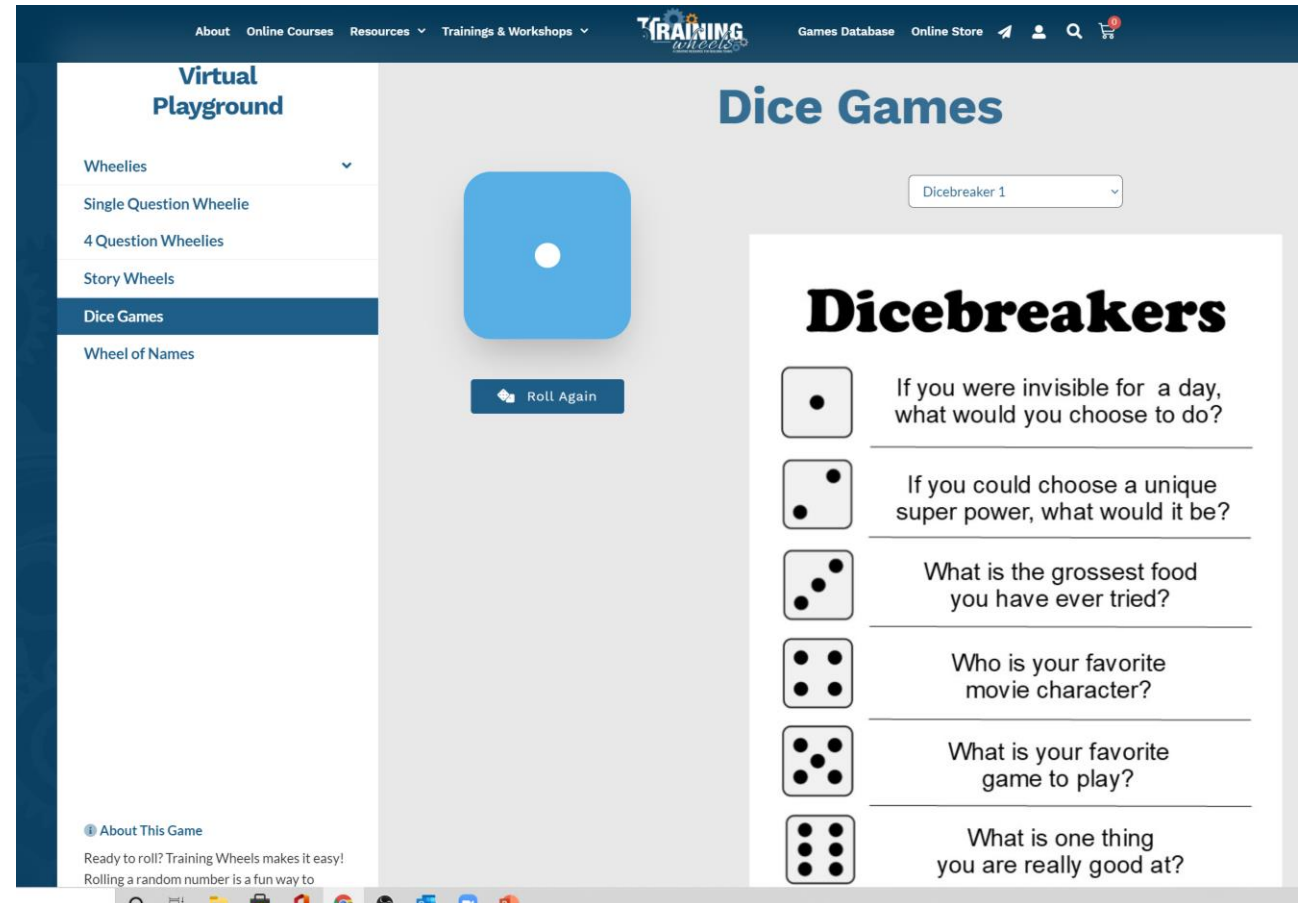 About Online Courses Resources Trainings & Workshops TRAINING wheels Games Database Online Store 0
Virtual
Playground
Wheelies
Single Question Wheelie
4 Question Wheelies
Story Wheels
Dice Games
Wheel of Names
About This Game
Ready to roll? Training Wheels makes it easy!
Rolling a random number is a fun way to
Dice Games
Roll Again
Dicebreaker 1
Dicebreakers
If you were invisible for a day,
what would you choose to do?
If you could choose a unique
super power, what would it be?
What is the grossest food
you have ever tried?
Who is your favorite
movie character?
What is your favorite
game to play?
What is one thing
you are really good at?